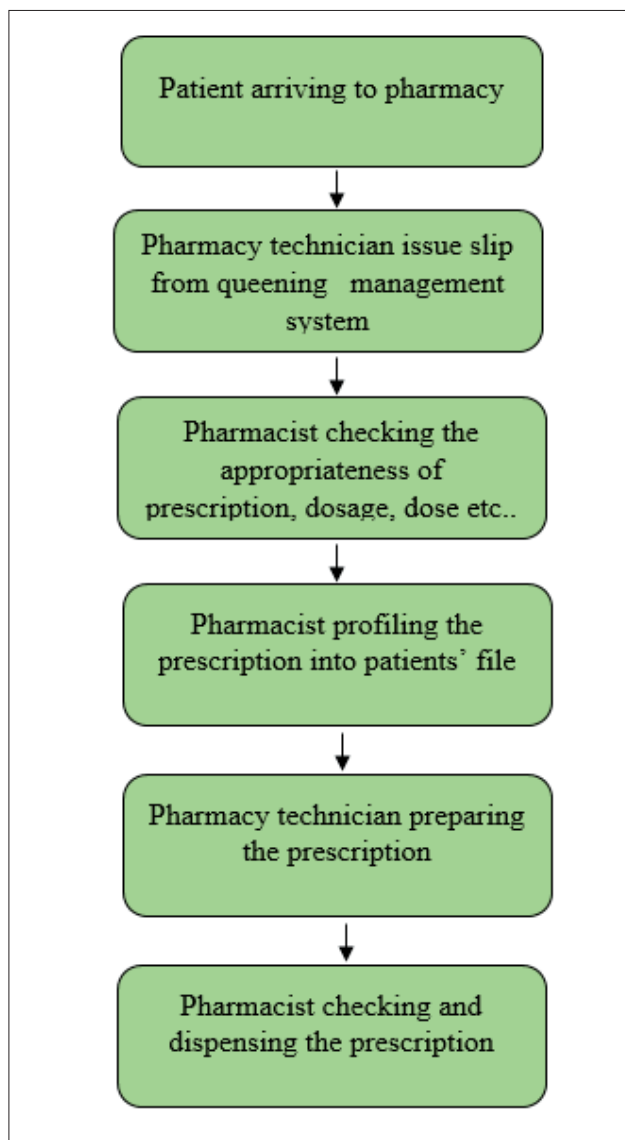 Patient arriving to pharmacy
Pharmacy technician issue slip
from queening management
system
Pharmacist checking the
appropriateness of
prescription, dosage, dose etc..
Pharmacist profiling the
prescription into patients’ file
Pharmacy technician preparing
the prescription
Pharmacist checking and
dispensing the prescription